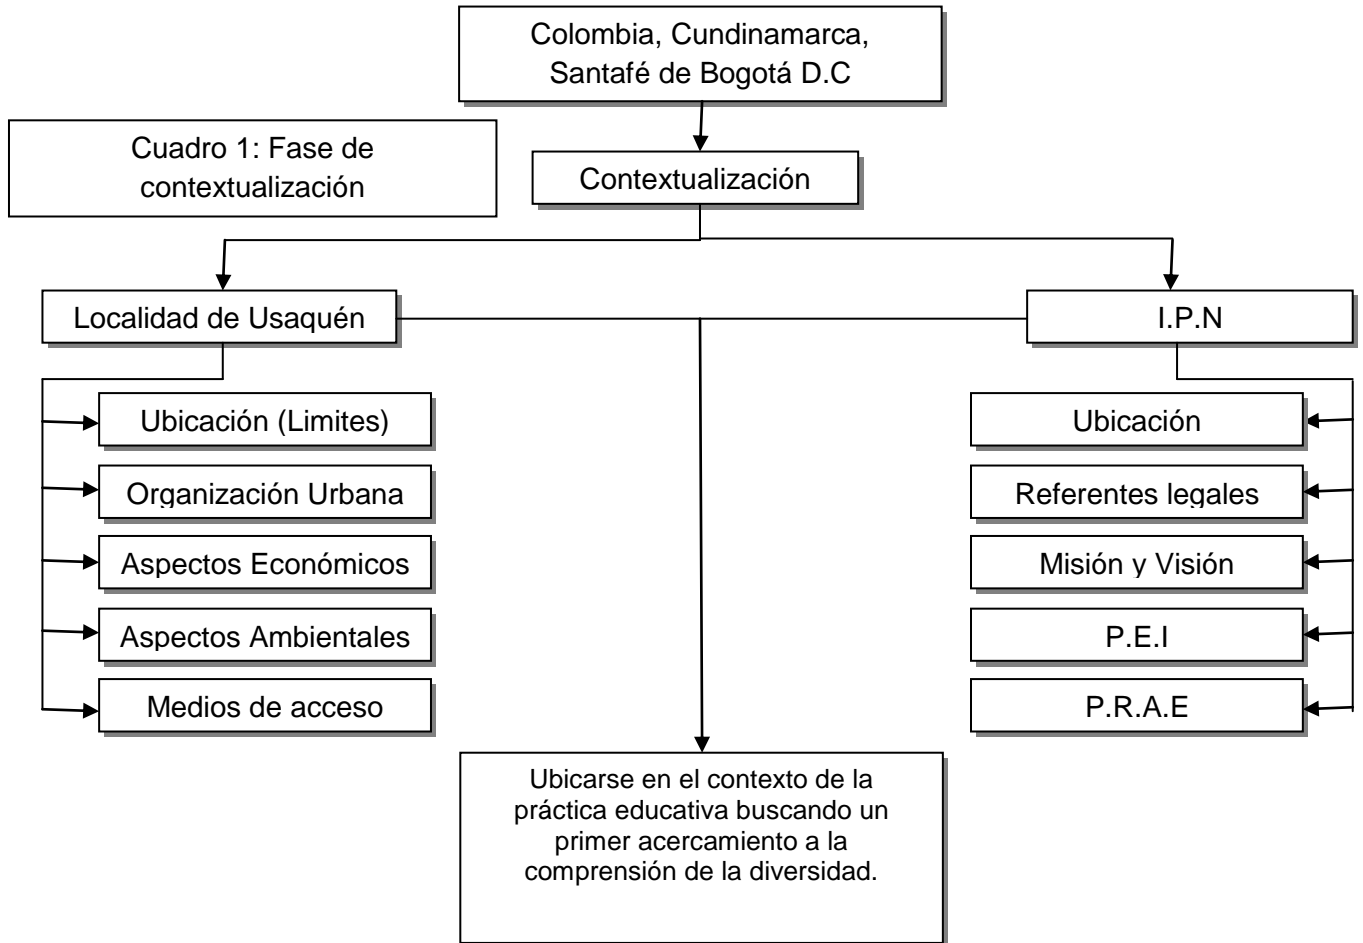 Colombia, Cundinamarca,
Santafé de Bogotá D.C
Cuadro 1: Fase de
contextualización
Contextualización
Localidad de Usaquén
I.P.N
Ubicación (Limites)
Ubicación
Organización Urbana
Referentes legales
Aspectos Económicos
Misión y Visión
Aspectos Ambientales
P.E.I
Medios de acceso
P.R.A.E
Ubicarse en el contexto de la
práctica educativa buscando un
primer acercamiento a la
comprensión de la diversidad.